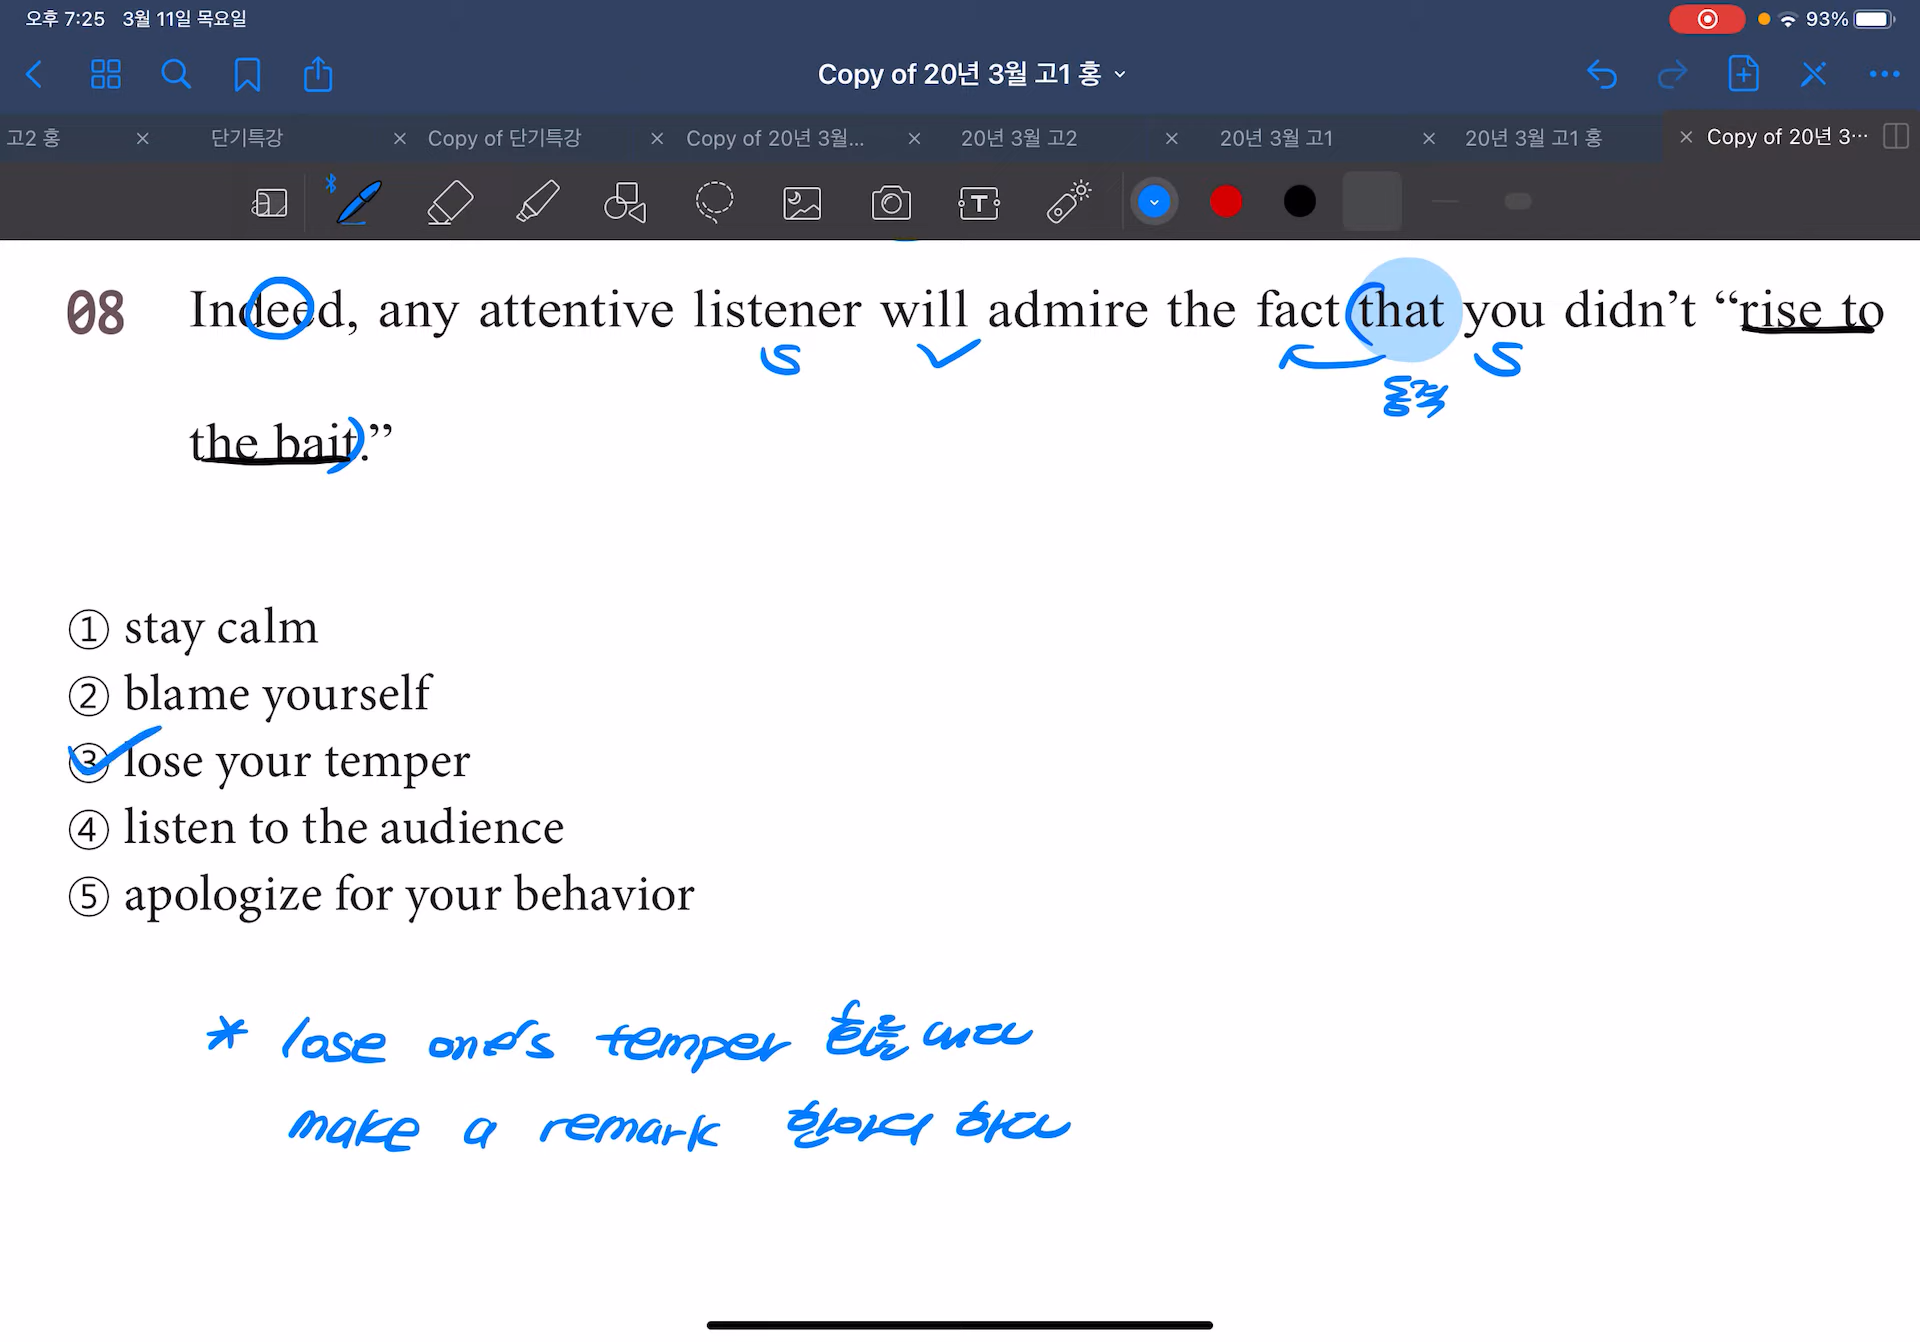 오후 7:25 3월 11일 목요일 93%
Copy of 20년 3월 고1 홍
고2 홍 단기특강 Copy of 단기특강 Copy of 20년 3월... 20년 3월 고2 20년 3월 고1 20년 3월 고1 홍 Copy of 20년 3...
08 Indeed, any attentive listener will admire the fact (that you didn't “rise to
S S
동격
the bait).”
① stay calm
② blame yourself
③ lose your temper
④ listen to the audience
⑤ apologize for your behavior
* lose one's temper 화를 내다
make a remark 한마디 하다